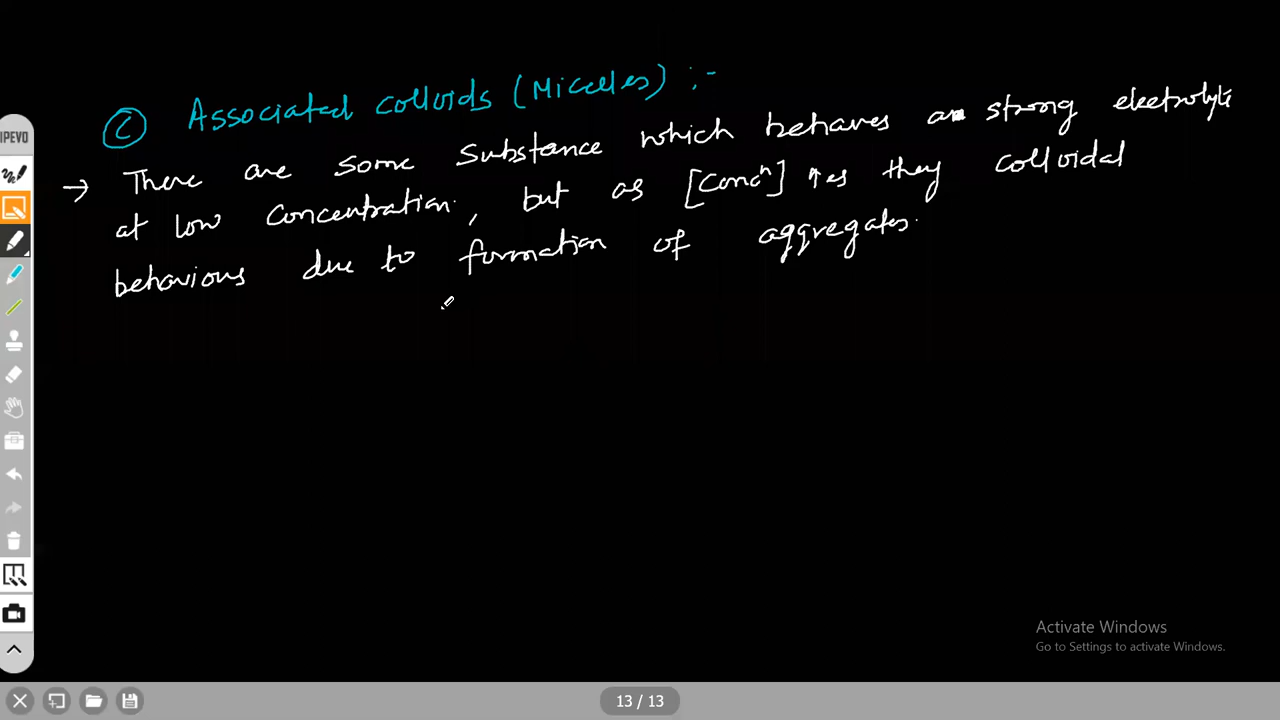 (C) Associated colloids (Micelles) :-
→ There are some substance which behaves as strong electrolyte
at low concentration, but as [Concⁿ] ↑es they colloidal
behavious due to formation of aggregates.
IPEVO
Activate Windows
Go to Settings to activate Windows.
13 / 13